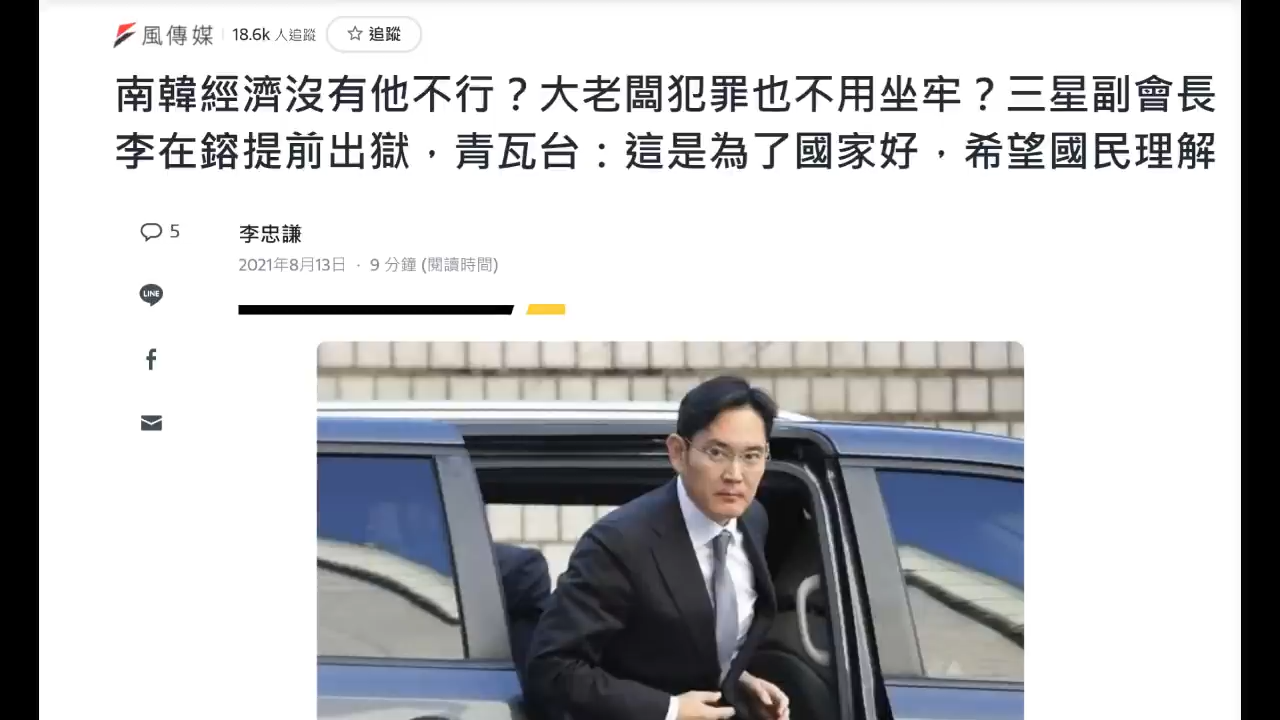 風傳媒 18.6k 人追蹤 ☆ 追蹤
南韓經濟沒有他不行？大老闆犯罪也不用坐牢？三星副會長
李在鎔提前出獄，青瓦台：這是為了國家好，希望國民理解
5
李忠謙
2021年8月13日 · 9 分鐘 (閱讀時間)
LINE